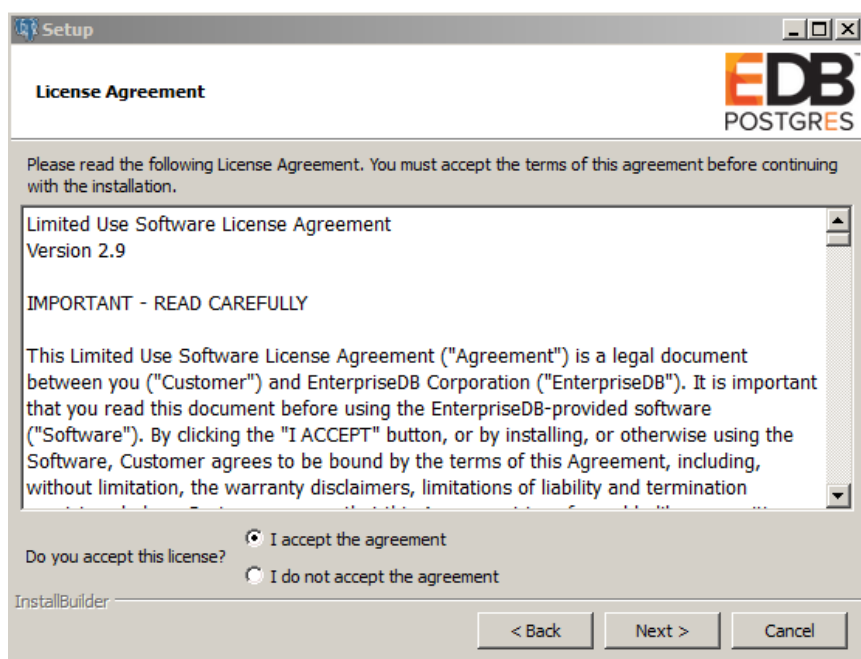 Setup
License Agreement
EDB
POSTGRES
Please read the following License Agreement. You must accept the terms of this agreement before continuing
with the installation.
Limited Use Software License Agreement
Version 2.9
IMPORTANT - READ CAREFULLY
This Limited Use Software License Agreement ("Agreement") is a legal document
between you ("Customer") and EnterpriseDB Corporation ("EnterpriseDB"). It is important
that you read this document before using the EnterpriseDB-provided software
("Software"). By clicking the "I ACCEPT" button, or by installing, or otherwise using the
Software, Customer agrees to be bound by the terms of this Agreement, including,
without limitation, the warranty disclaimers, limitations of liability and termination
Do you accept this license?
I accept the agreement
I do not accept the agreement
InstallBuilder
< Back
Next >
Cancel